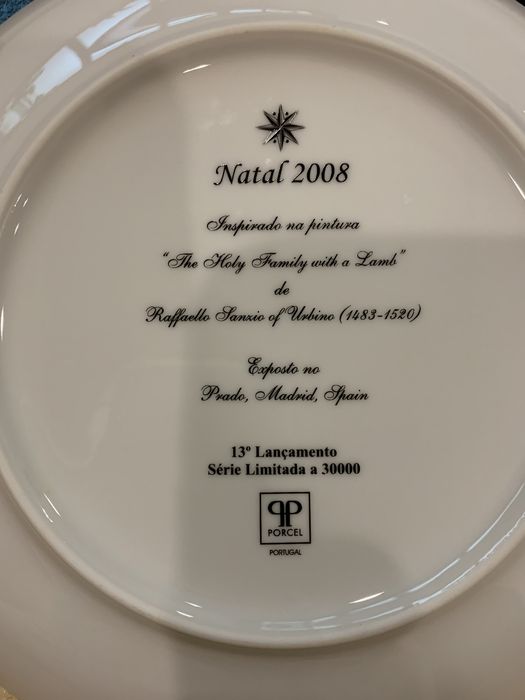 Natal 2008
Inspirado na pintura
“The Holy Family with a Lamb”
de
Raffaello Sanzio of Urbino (1483-1520)
Exposto no
Prado, Madrid, Spain
13º Lançamento
Série Limitada a 30000
PORCEL
PORTUGAL